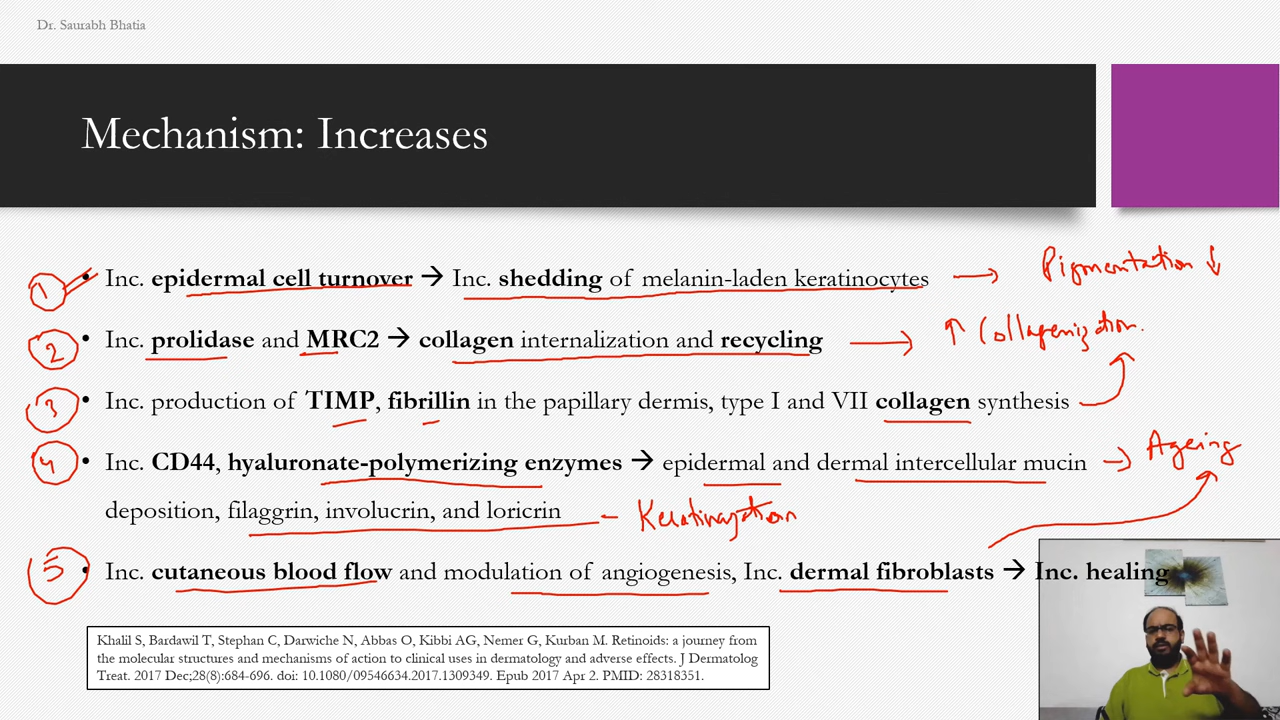 Dr. Saurabh Bhatia
Mechanism: Increases
1 • Inc. epidermal cell turnover → Inc. shedding of melanin-laden keratinocytes → Pigmentation ↓
2 • Inc. prolidase and MRC2 → collagen internalization and recycling → ↑ Collagenization.
3 • Inc. production of TIMP, fibrillin in the papillary dermis, type I and VII collagen synthesis
4 • Inc. CD44, hyaluronate-polymerizing enzymes → epidermal and dermal intercellular mucin → Ageing
deposition, filaggrin, involucrin, and loricrin - Keratinization
5 • Inc. cutaneous blood flow and modulation of angiogenesis, Inc. dermal fibroblasts → Inc. healing
Khalil S, Bardawil T, Stephan C, Darwiche N, Abbas O, Kibbi AG, Nemer G, Kurban M. Retinoids: a journey from
the molecular structures and mechanisms of action to clinical uses in dermatology and adverse effects. J Dermatolog
Treat. 2017 Dec;28(8):684-696. doi: 10.1080/09546634.2017.1309349. Epub 2017 Apr 2. PMID: 28318351.